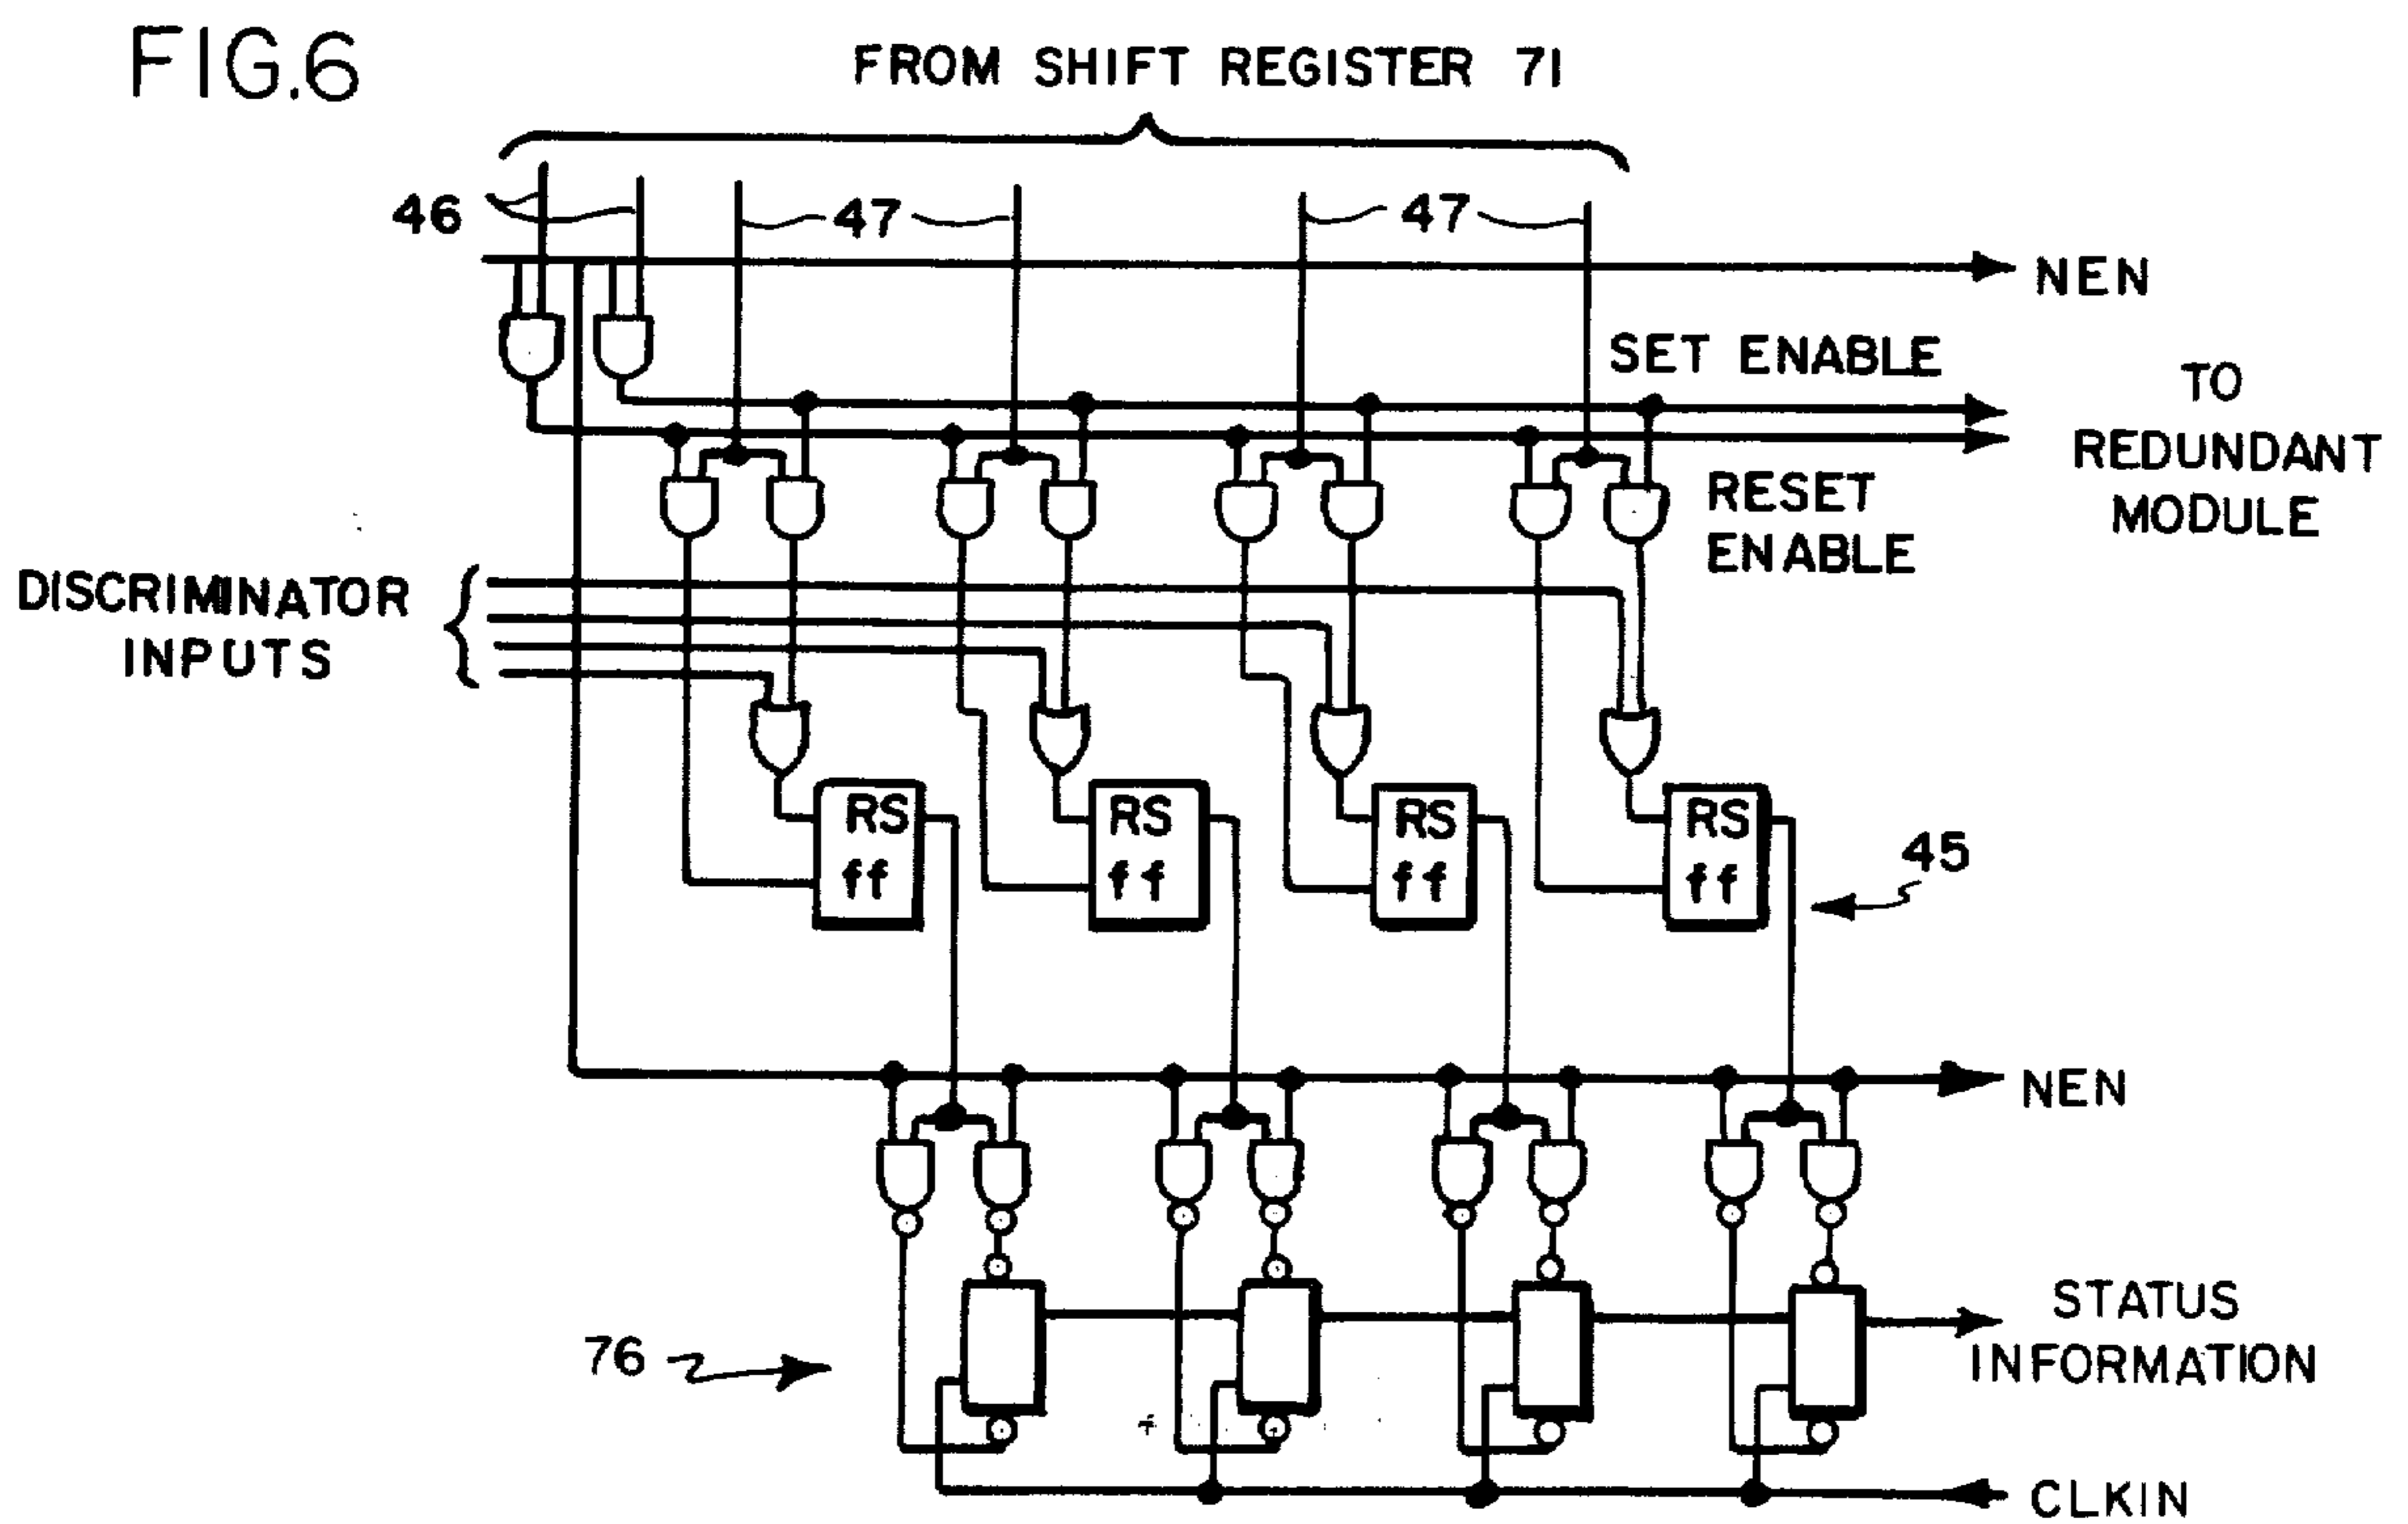 FIG.6
FROM SHIFT REGISTER 71
46
47
47
NEN
SET ENABLE
TO
REDUNDANT
MODULE
RESET
ENABLE
DISCRIMINATOR
INPUTS
RS
ff
RS
ff
RS
ff
RS
ff
45
NEN
76
STATUS
INFORMATION
CLKIN